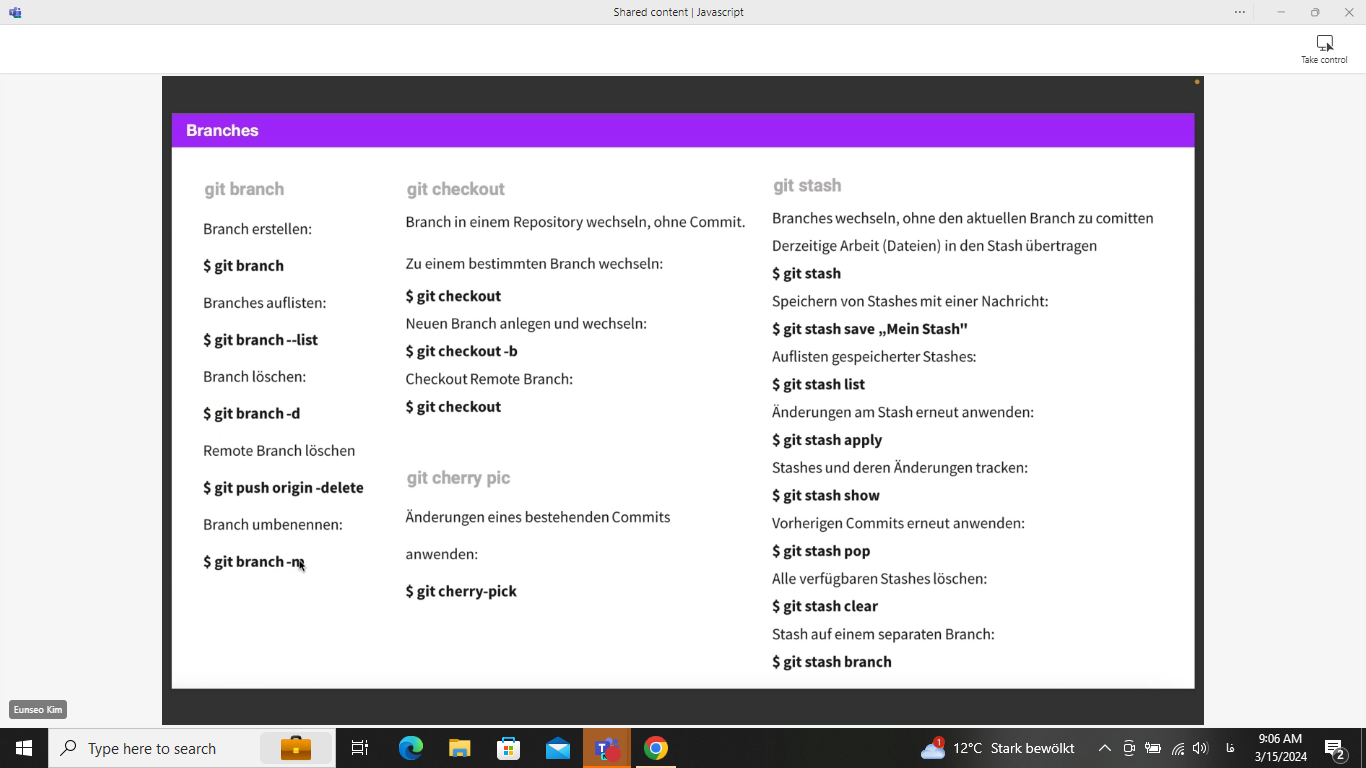 Shared content | Javascript
Take control
Branches
git branch
Branch erstellen:
$ git branch
Branches auflisten:
$ git branch --list
Branch löschen:
$ git branch -d
Remote Branch löschen
$ git push origin -delete
Branch umbenennen:
$ git branch -m
git checkout
Branch in einem Repository wechseln, ohne Commit.
Zu einem bestimmten Branch wechseln:
$ git checkout
Neuen Branch anlegen und wechseln:
$ git checkout -b
Checkout Remote Branch:
$ git checkout
git cherry pic
Änderungen eines bestehenden Commits
anwenden:
$ git cherry-pick
git stash
Branches wechseln, ohne den aktuellen Branch zu comitten
Derzeitige Arbeit (Dateien) in den Stash übertragen
$ git stash
Speichern von Stashes mit einer Nachricht:
$ git stash save „Mein Stash"
Auflisten gespeicherter Stashes:
$ git stash list
Änderungen am Stash erneut anwenden:
$ git stash apply
Stashes und deren Änderungen tracken:
$ git stash show
Vorherigen Commits erneut anwenden:
$ git stash pop
Alle verfügbaren Stashes löschen:
$ git stash clear
Stash auf einem separaten Branch:
$ git stash branch
Eunseo Kim
Type here to search
1
12°C Stark bewölkt
فا
9:06 AM
3/15/2024
2